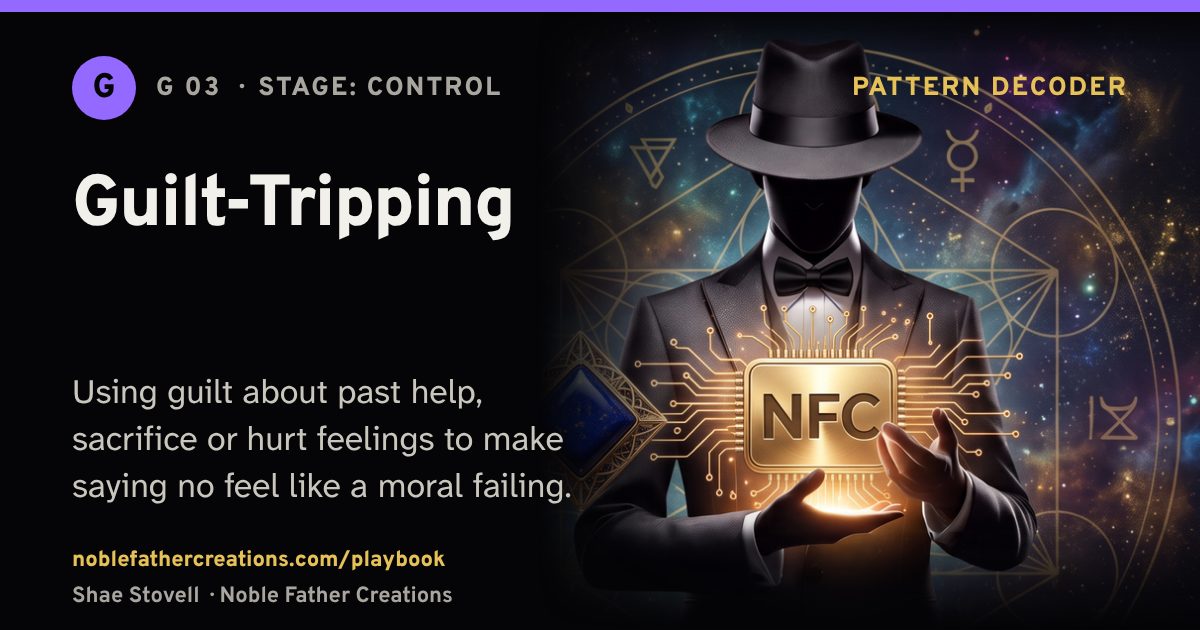 G
G 03 · STAGE: CONTROL
PATTERN DECODER
Guilt-Tripping
NFC
Using guilt about past help,
sacrifice or hurt feelings to make
saying no feel like a moral failing.
noblefathercreations.com/playbook
Shae Stovell · Noble Father Creations